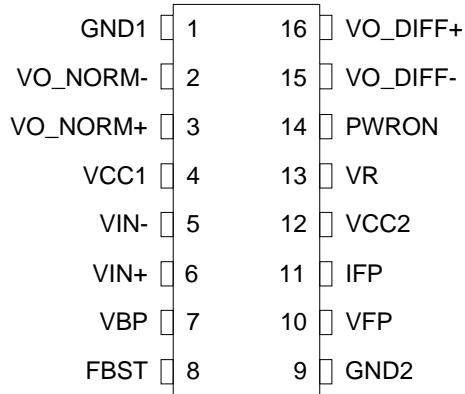 GND1 1 16 VO_DIFF+
VO_NORM- 2 15 VO_DIFF-
VO_NORM+ 3 14 PWRON
VCC1 4 13 VR
VIN- 5 12 VCC2
VIN+ 6 11 IFP
VBP 7 10 VFP
FBST 8 9 GND2